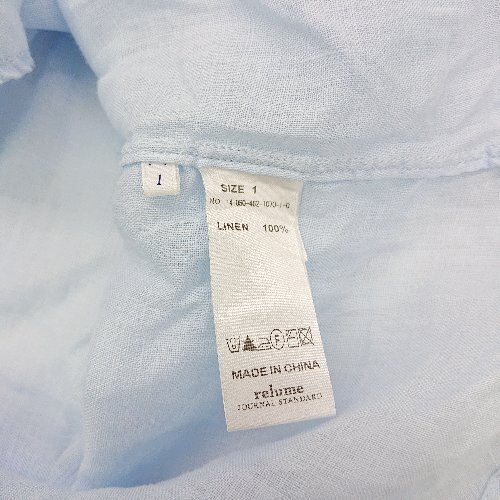 1
SIZE 1
LINEN 100%
MADE IN CHINA
relume
JOURNAL STANDARD